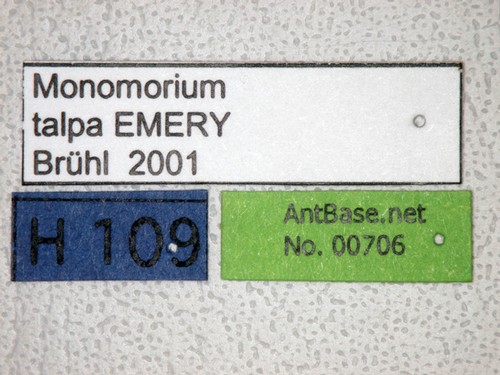 Monomorium
talpa EMERY
Brühl 2001
H 109
AntBase.net
No. 00706